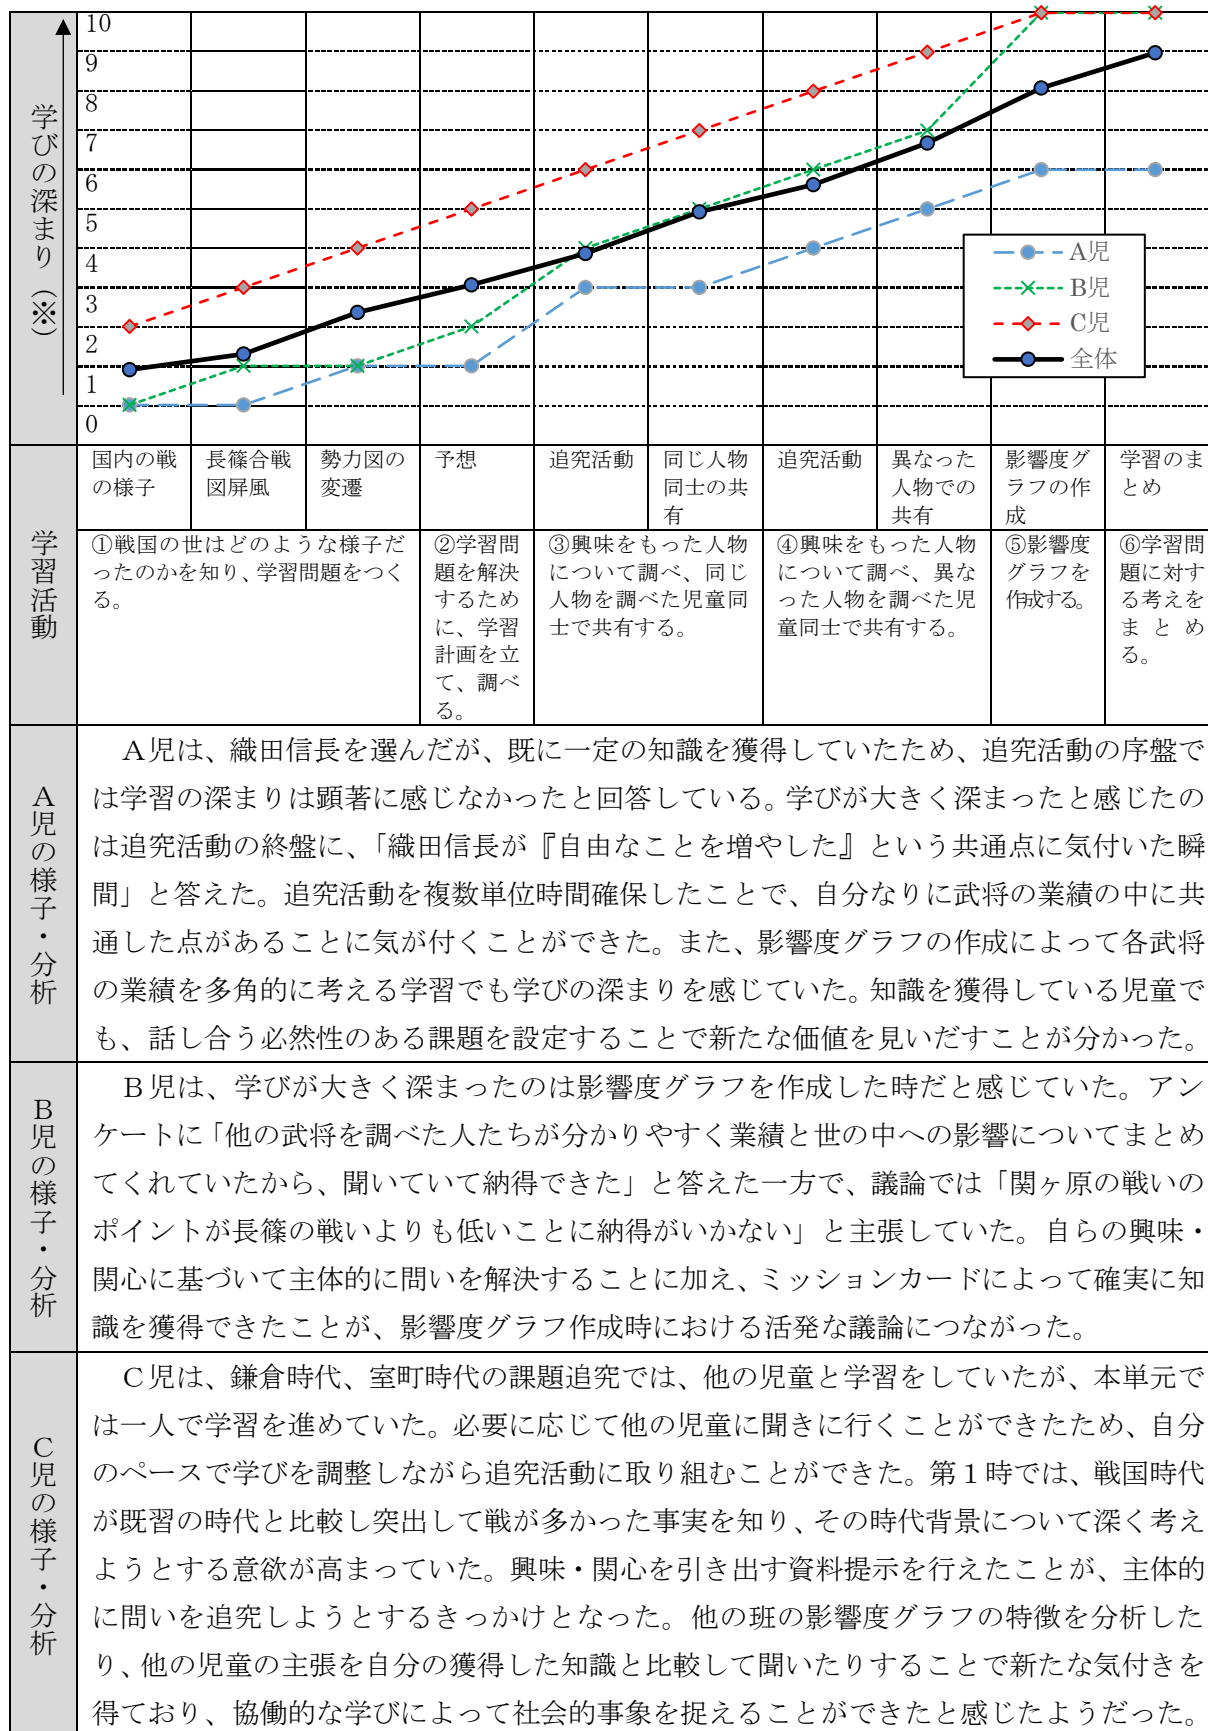 学びの深まり（※）
10
9
8
7
6
5
4
3
2
1
0
A児
B児
C児
全体
学習活動
国内の戦
の様子
長篠合戦
図屏風
勢力図の
変遷
予想
追究活動
同じ人物
同士の共
有
追究活動
異なった
人物での
共有
影響度グ
ラフの作
成
学習のま
とめ
①戦国の世はどのような様子だ
ったのかを知り、学習問題をつく
る。
②学習問
題を解決
するため
に、学習
計画を立
て、調べ
る。
③興味をもった人物
について調べ、同じ
人物を調べた児童同
士で共有する。
④興味をもった人物
について調べ、異な
った人物を調べた児
童同士で共有する。
⑤影響度
グラフを
作成する。
⑥学習問
題に対す
る考えを
まとめ
る。
A児の様子・分析
A児は、織田信長を選んだが、既に一定の知識を獲得していたため、追究活動の序盤で
は学習の深まりは顕著に感じなかったと回答している。学びが大きく深まったと感じたの
は追究活動の終盤に、「織田信長が『自由なことを増やした』という共通点に気付いた瞬
間」と答えた。追究活動を複数単位時間確保したことで、自分なりに武将の業績の中に共
通した点があることに気が付くことができた。また、影響度グラフの作成によって各武将
の業績を多角的に考える学習でも学びの深まりを感じていた。知識を獲得している児童で
も、話し合う必然性のある課題を設定することで新たな価値を見いだすことが分かった。
B児の様子・分析
B児は、学びが大きく深まったのは影響度グラフを作成した時だと感じていた。アン
ケートに「他の武将を調べた人たちが分かりやすく業績と世の中への影響についてまとめ
てくれていたから、聞いていて納得できた」と答えた一方で、議論では「関ヶ原の戦いの
ポイントが長篠の戦いよりも低いことに納得がいかない」と主張していた。自らの興味・
関心に基づいて主体的に問いを解決することに加え、ミッションカードによって確実に知
識を獲得できたことが、影響度グラフ作成時における活発な議論につながった。
C児の様子・分析
C児は、鎌倉時代、室町時代の課題追究では、他の児童と学習をしていたが、本単元で
は一人で学習を進めていた。必要に応じて他の児童に聞きに行くことができたため、自分
のペースで学びを調整しながら追究活動に取り組むことができた。第1時では、戦国時代
が既習の時代と比較し突出して戦が多かった事実を知り、その時代背景について深く考え
ようとする意欲が高まっていた。興味・関心を引き出す資料提示を行えたことが、主体的
に問いを追究しようとするきっかけとなった。他の班の影響度グラフの特徴を分析した
り、他の児童の主張を自分の獲得した知識と比較して聞いたりすることで新たな気付きを
得ており、協働的な学びによって社会的事象を捉えることができたと感じたようだった。